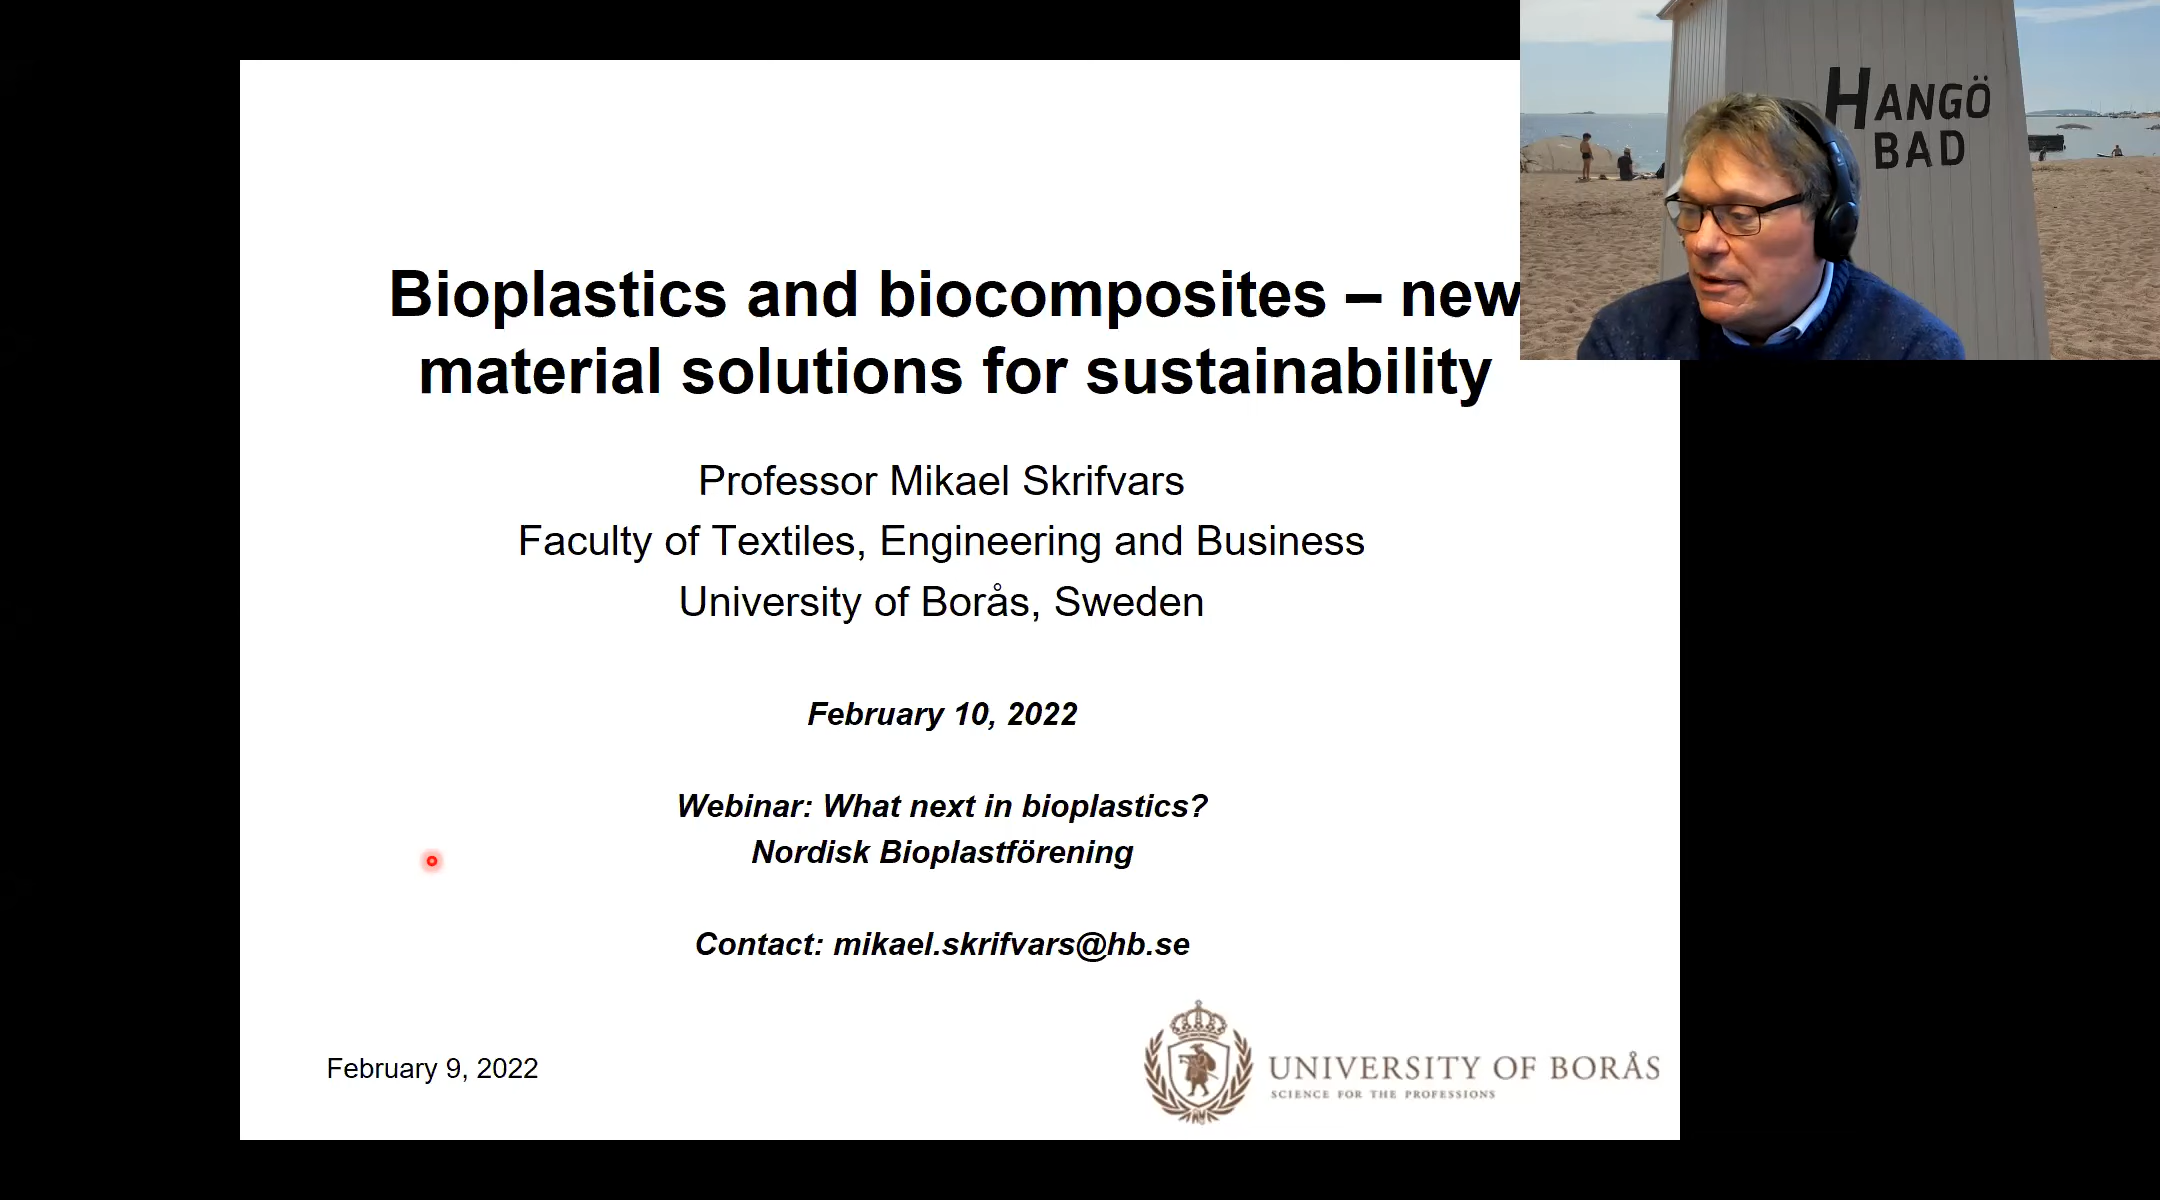 HANGÖ
BAD
Bioplastics and biocomposites – new
material solutions for sustainability
Professor Mikael Skrifvars
Faculty of Textiles, Engineering and Business
University of Borås, Sweden
February 10, 2022
Webinar: What next in bioplastics?
Nordisk Bioplastförening
Contact: mikael.skrifvars@hb.se
February 9, 2022
UNIVERSITY OF BORÅS
SCIENCE FOR THE PROFESSIONS